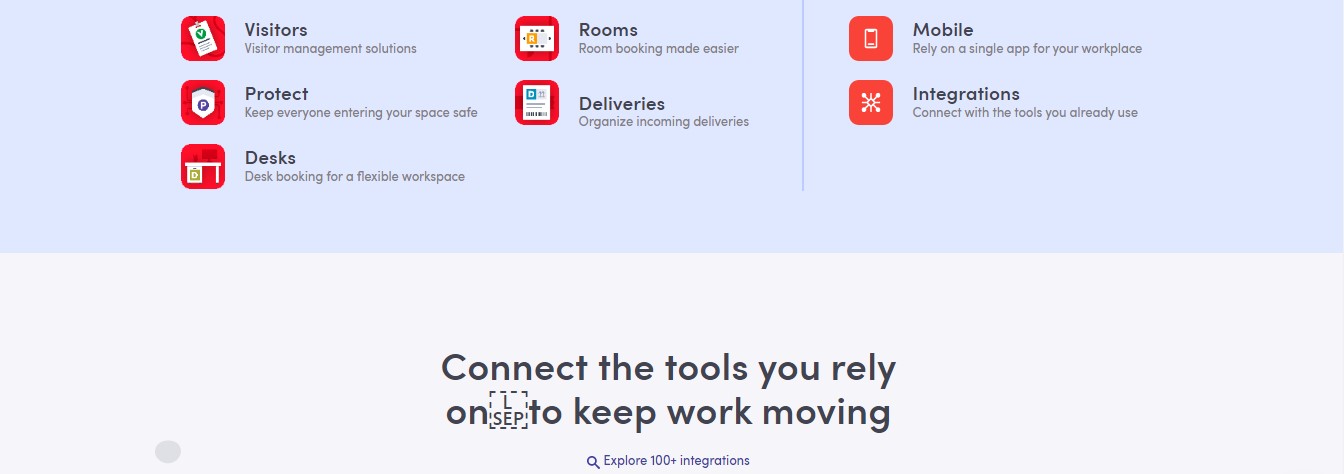 Visitors
Visitor management solutions
Rooms
Room booking made easier
Mobile
Rely on a single app for your workplace
Protect
Keep everyone entering your space safe
Deliveries
Organize incoming deliveries
Integrations
Connect with the tools you already use
Desks
Desk booking for a flexible workspace
Connect the tools you rely
on LSEP to keep work moving
Explore 100+ integrations